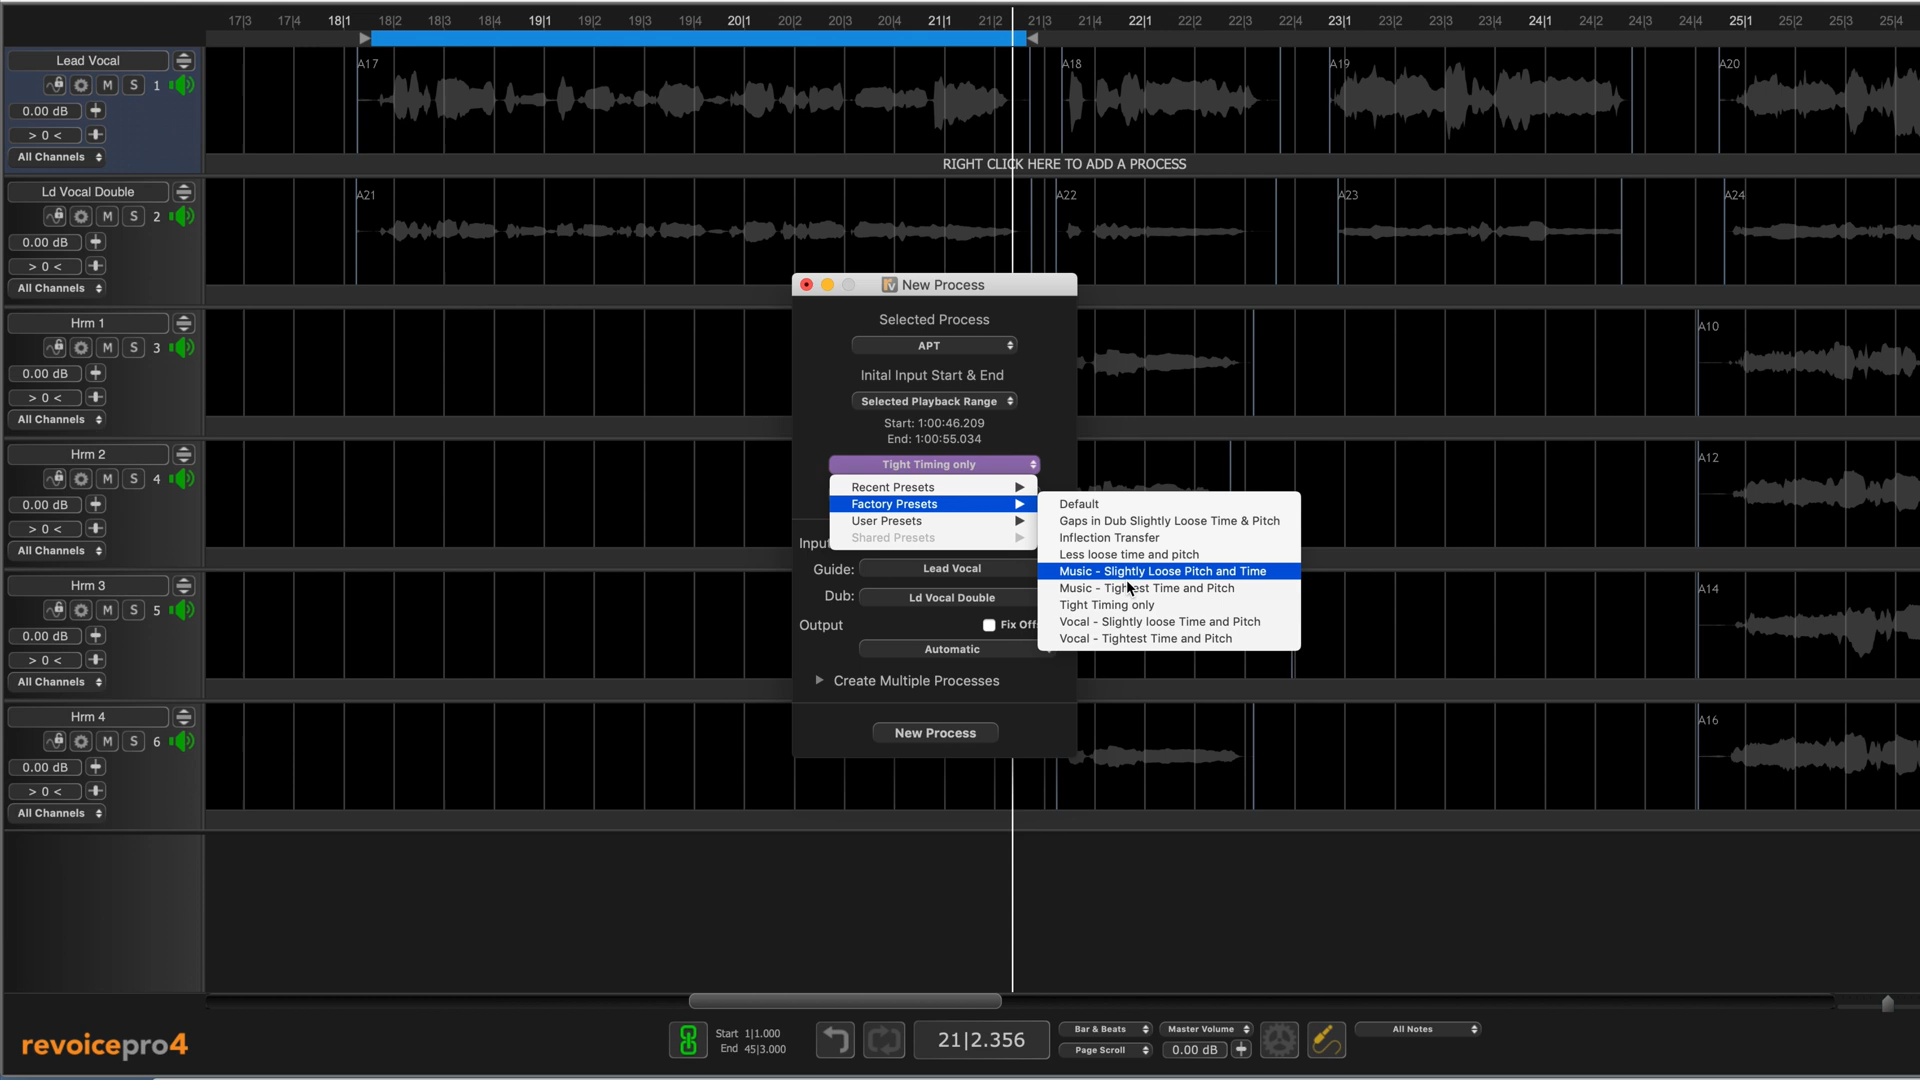 17|3 17|4 18|1 18|2 18|3 18|4 19|1 19|2 19|3 19|4 20|1 20|2 20|3 20|4 21|1 21|2 21|3 21|4 22|1 22|2 22|3 22|4 23|1 23|2 23|3 23|4 24|1 24|2 24|3 24|4 25|1 25|2 25|3 25|4
Lead Vocal
A17 A18 A19 A20
M S 1
0.00 dB
> 0 <
All Channels
RIGHT CLICK HERE TO ADD A PROCESS
Ld Vocal Double
A21 A22 A23 A24
M S 2
0.00 dB
> 0 <
All Channels
Hrm 1
A10
M S 3
0.00 dB
> 0 <
All Channels
Hrm 2
A12
M S 4
0.00 dB
> 0 <
All Channels
Hrm 3
A14
M S 5
0.00 dB
> 0 <
All Channels
Hrm 4
A16
M S 6
0.00 dB
> 0 <
All Channels
New Process
Selected Process
APT
Inital Input Start & End
Selected Playback Range
Start: 1:00:46.209
End: 1:00:55.034
Tight Timing only
Recent Presets
Factory Presets
User Presets
Shared Presets
Default
Gaps in Dub Slightly Loose Time & Pitch
Inflection Transfer
Less loose time and pitch
Music - Slightly Loose Pitch and Time
Music - Tightest Time and Pitch
Tight Timing only
Vocal - Slightly loose Time and Pitch
Vocal - Tightest Time and Pitch
Input
Guide: Lead Vocal
Dub: Ld Vocal Double
Output Fix Off
Automatic
Create Multiple Processes
New Process
revoicepro4
Start 1|1.000
End 45|3.000
21|2.356
Bar & Beats
Page Scroll
Master Volume
0.00 dB
All Notes